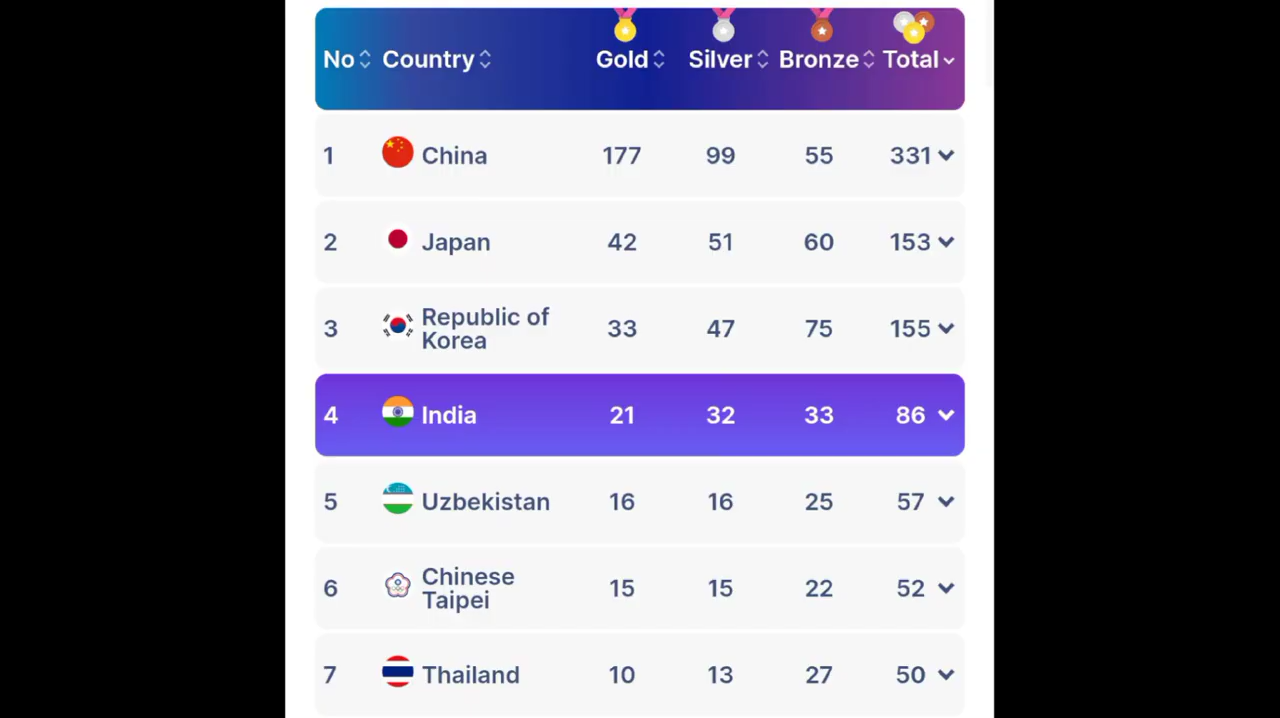 No Country Gold Silver Bronze Total
1 China 177 99 55 331
2 Japan 42 51 60 153
3 Republic of Korea 33 47 75 155
4 India 21 32 33 86
5 Uzbekistan 16 16 25 57
6 Chinese Taipei 15 15 22 52
7 Thailand 10 13 27 50